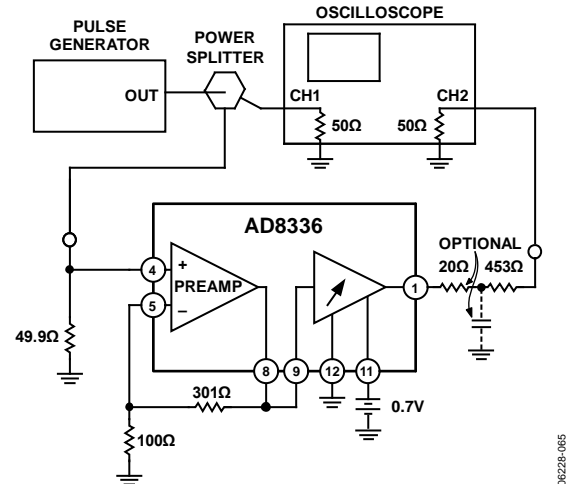 OSCILLOSCOPE
PULSE
GENERATOR
POWER
SPLITTER
OUT
CH1
CH2
50Ω
50Ω
AD8336
OPTIONAL
20Ω 453Ω
4
+
PREAMP
5
–
1
49.9Ω
8
9
12
11
301Ω
0.7V
100Ω
06228-065